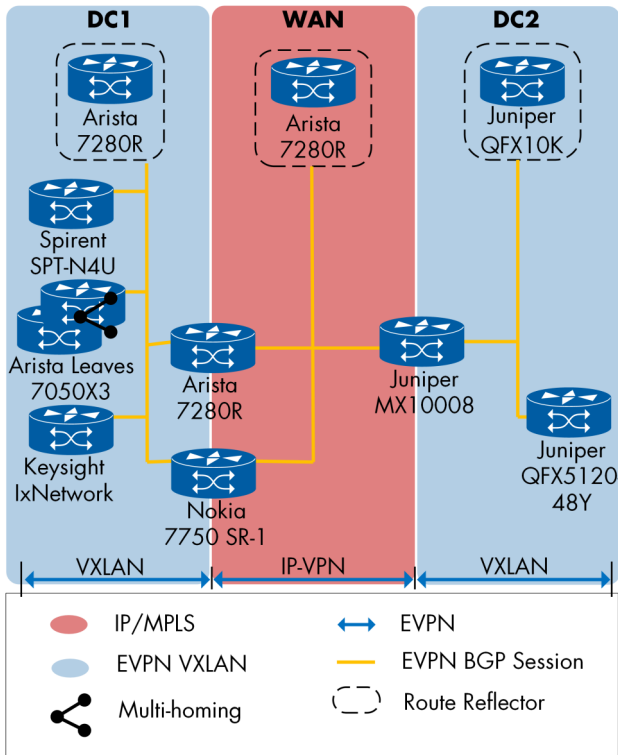 DC1
WAN
DC2
Arista
7280R
Arista
7280R
Juniper
QFX10K
Spirent
SPT-N4U
Arista Leaves
7050X3
Arista
7280R
Juniper
MX10008
Keysight
IxNetwork
Juniper
QFX5120
48Y
Nokia
7750 SR-1
VXLAN
IP-VPN
VXLAN
IP/MPLS
EVPN
EVPN VXLAN
EVPN BGP Session
Multi-homing
Route Reflector